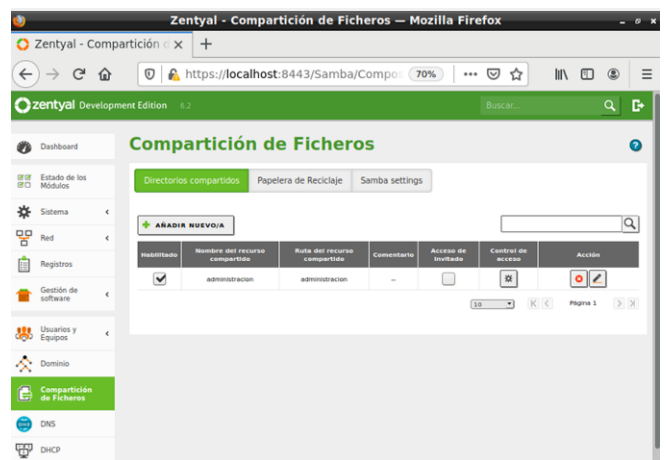 Zentyal - Compartición de Ficheros — Mozilla Firefox
Zentyal - Compartición
https://localhost:8443/Samba/Compos 70%
zentyal Development Edition 6.2 Buscar...
Compartición de Ficheros
Dashboard
Estado de los
Módulos
Sistema
Red
Registros
Gestión de
software
Usuarios y
Equipos
Dominio
Compartición
de Ficheros
DNS
DHCP
Directorios compartidos Papelera de Reciclaje Samba settings
+ AÑADIR NUEVO/A
Habilitado Nombre del recurso compartido Ruta del recurso compartido Comentario Acceso de Invitado Control de acceso Acción
administracion administracion --
10 Página 1